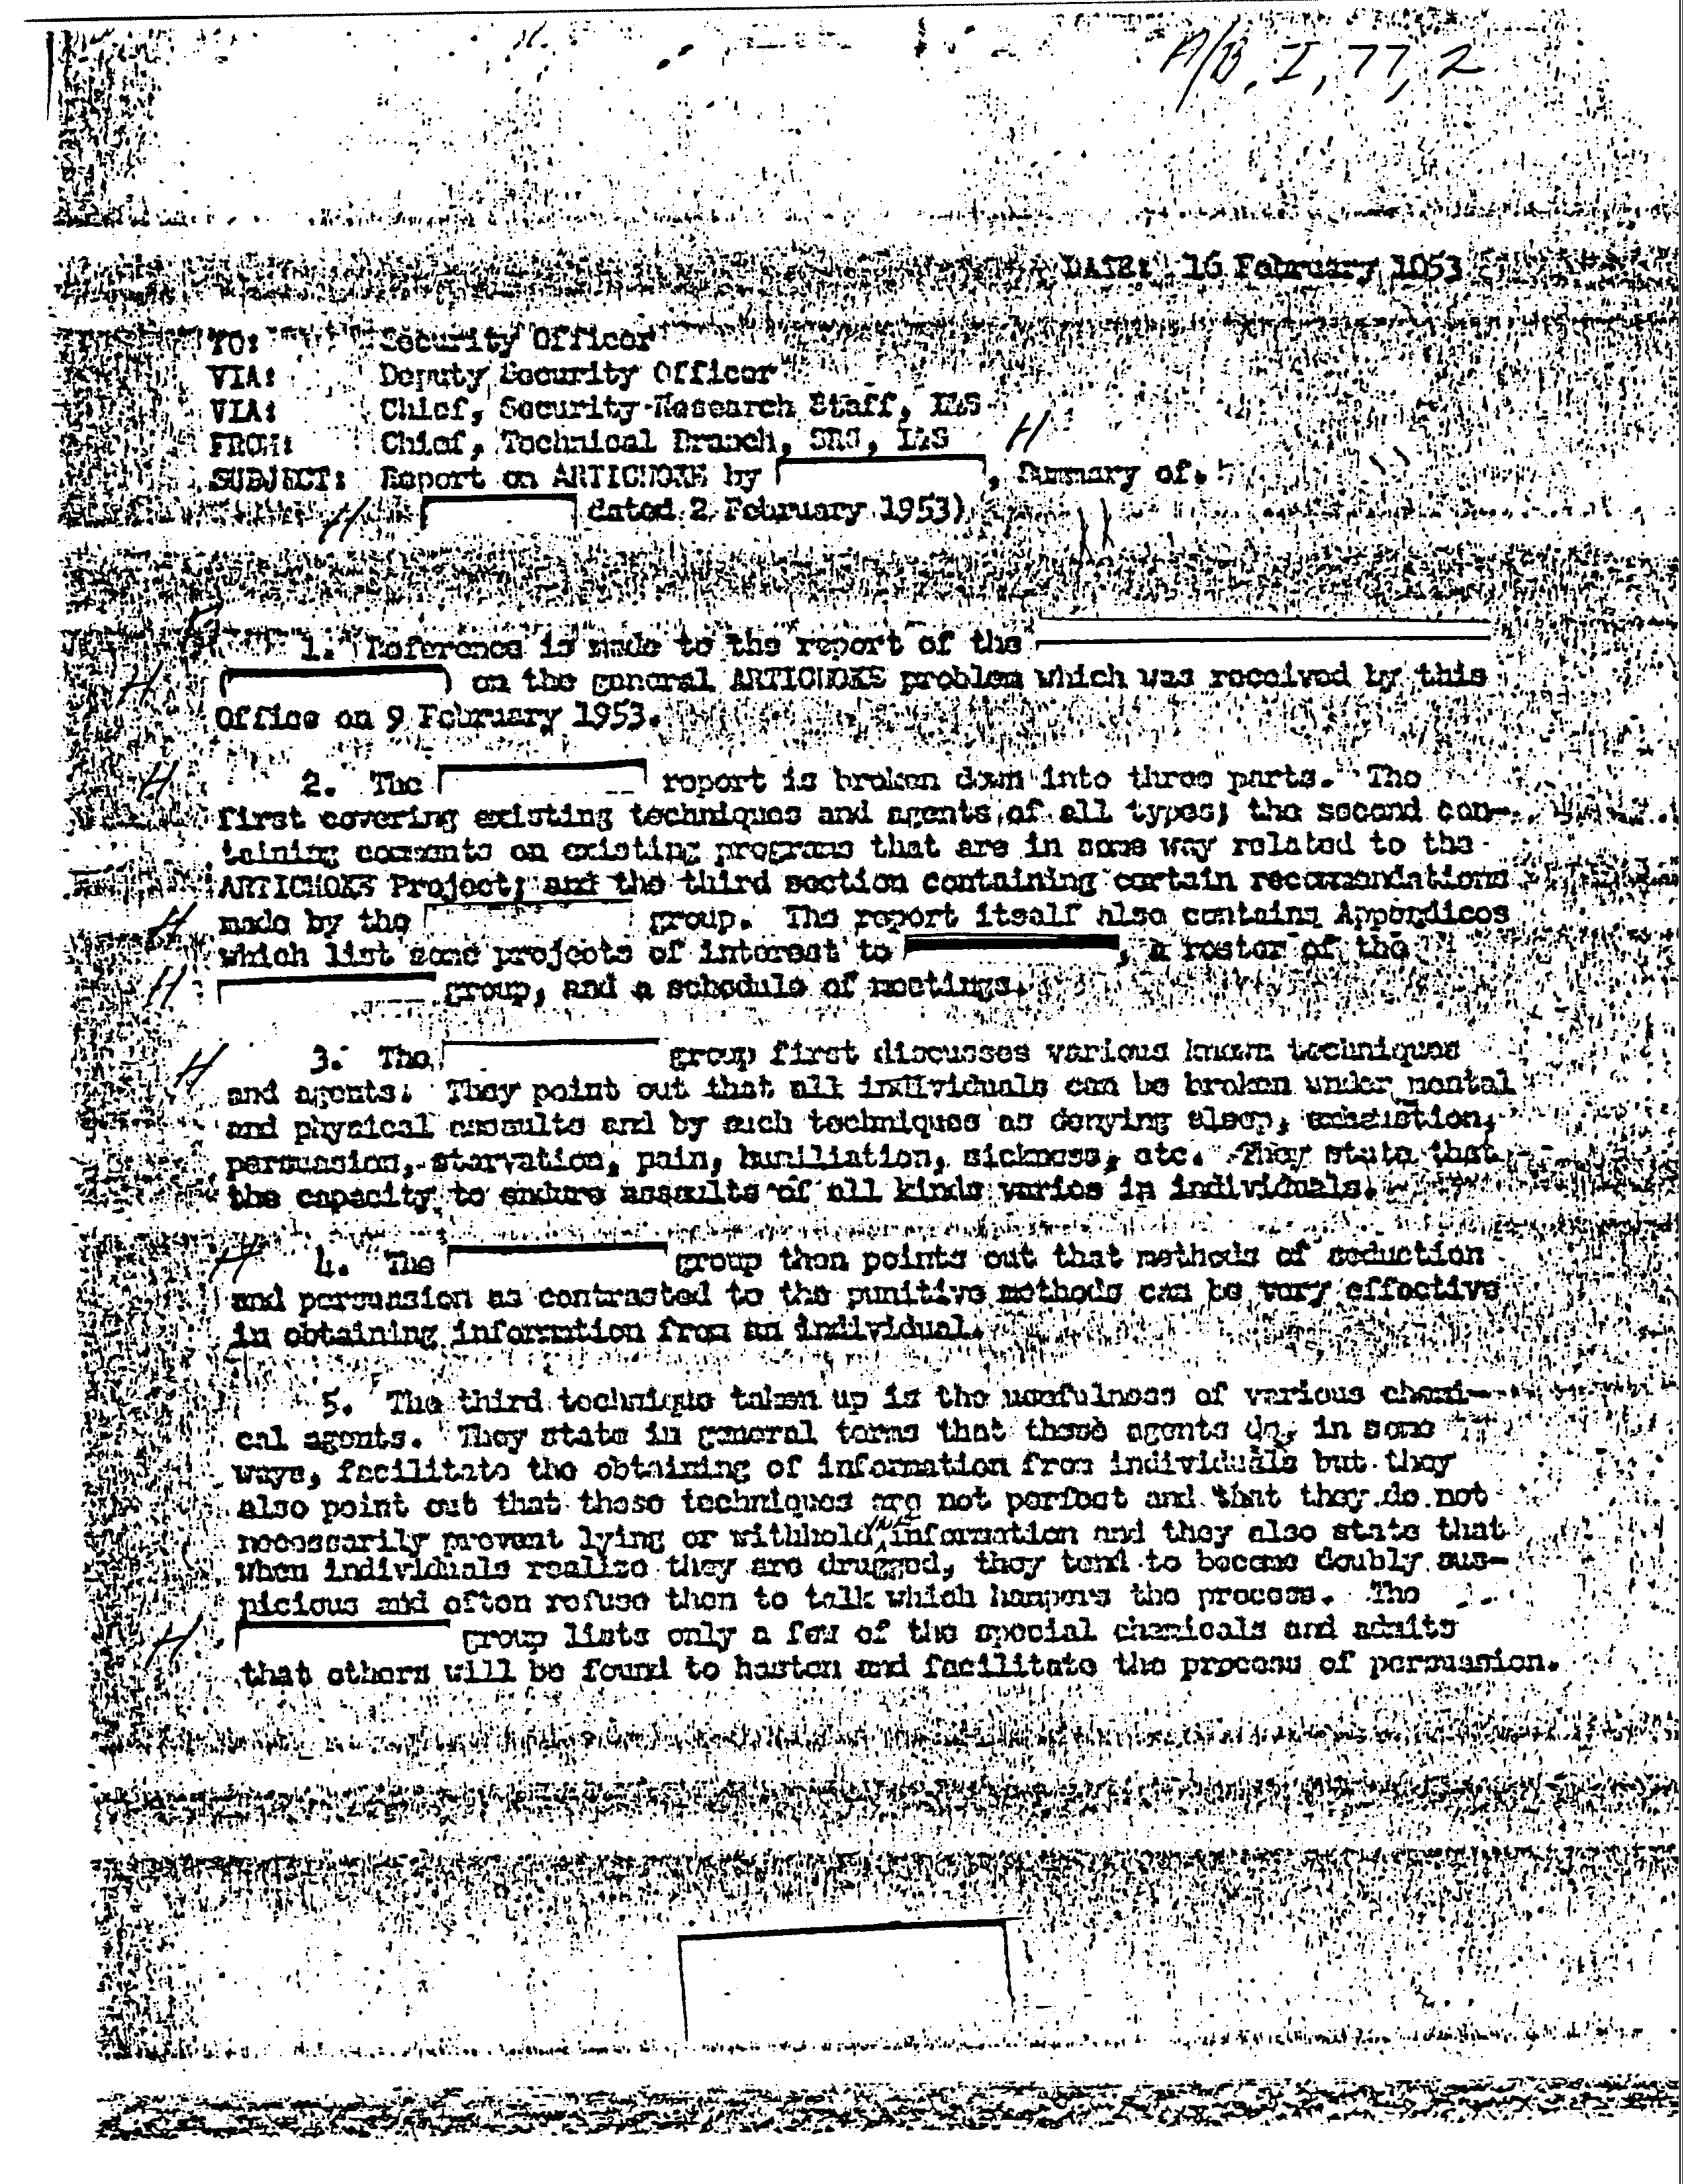 A/B, I, 77, 2
DATE: 16 February 1953
TO: Security Officer
VIA: Deputy Security Officer
VIA: Chief, Security Research Staff, I&S
FROM: Chief, Technical Branch, SRS, I&S H
SUBJECT: Report on ARTICHOKE by , Summary of.
H dated 2 February 1953)
1. Reference is made to the report of the
H on the general ARTICHOKE problem which was received by this
Office on 9 February 1953.
H 2. The report is broken down into three parts. The
first covering existing techniques and agents of all types; the second con-
taining comments on existing programs that are in some way related to the
ARTICHOKE Project; and the third section containing certain recommendations
H made by the group. The report itself also contains Appendices
which list some projects of interest to , a roster of the
H group, and a schedule of meetings.
H 3. The group first discusses various known techniques
and agents. They point out that all individuals can be broken under mental
and physical assaults and by such techniques as denying sleep, exhaustion,
persuasion, starvation, pain, humiliation, sickness, etc. They state that
the capacity to endure assaults of all kinds varies in individuals.
H 4. The group then points out that methods of seduction
and persuasion as contrasted to the punitive methods can be very effective
in obtaining information from an individual.
5. The third technique taken up is the usefulness of various chemi-
cal agents. They state in general terms that these agents do, in some
ways, facilitate the obtaining of information from individuals but they
also point out that these techniques are not perfect and that they do not
necessarily prevent lying or withholding information and they also state that
when individuals realize they are drugged, they tend to become doubly sus-
picious and often refuse then to talk which hampers the process. The
H group lists only a few of the special chemicals and admits
that others will be found to hasten and facilitate the process of persuasion.